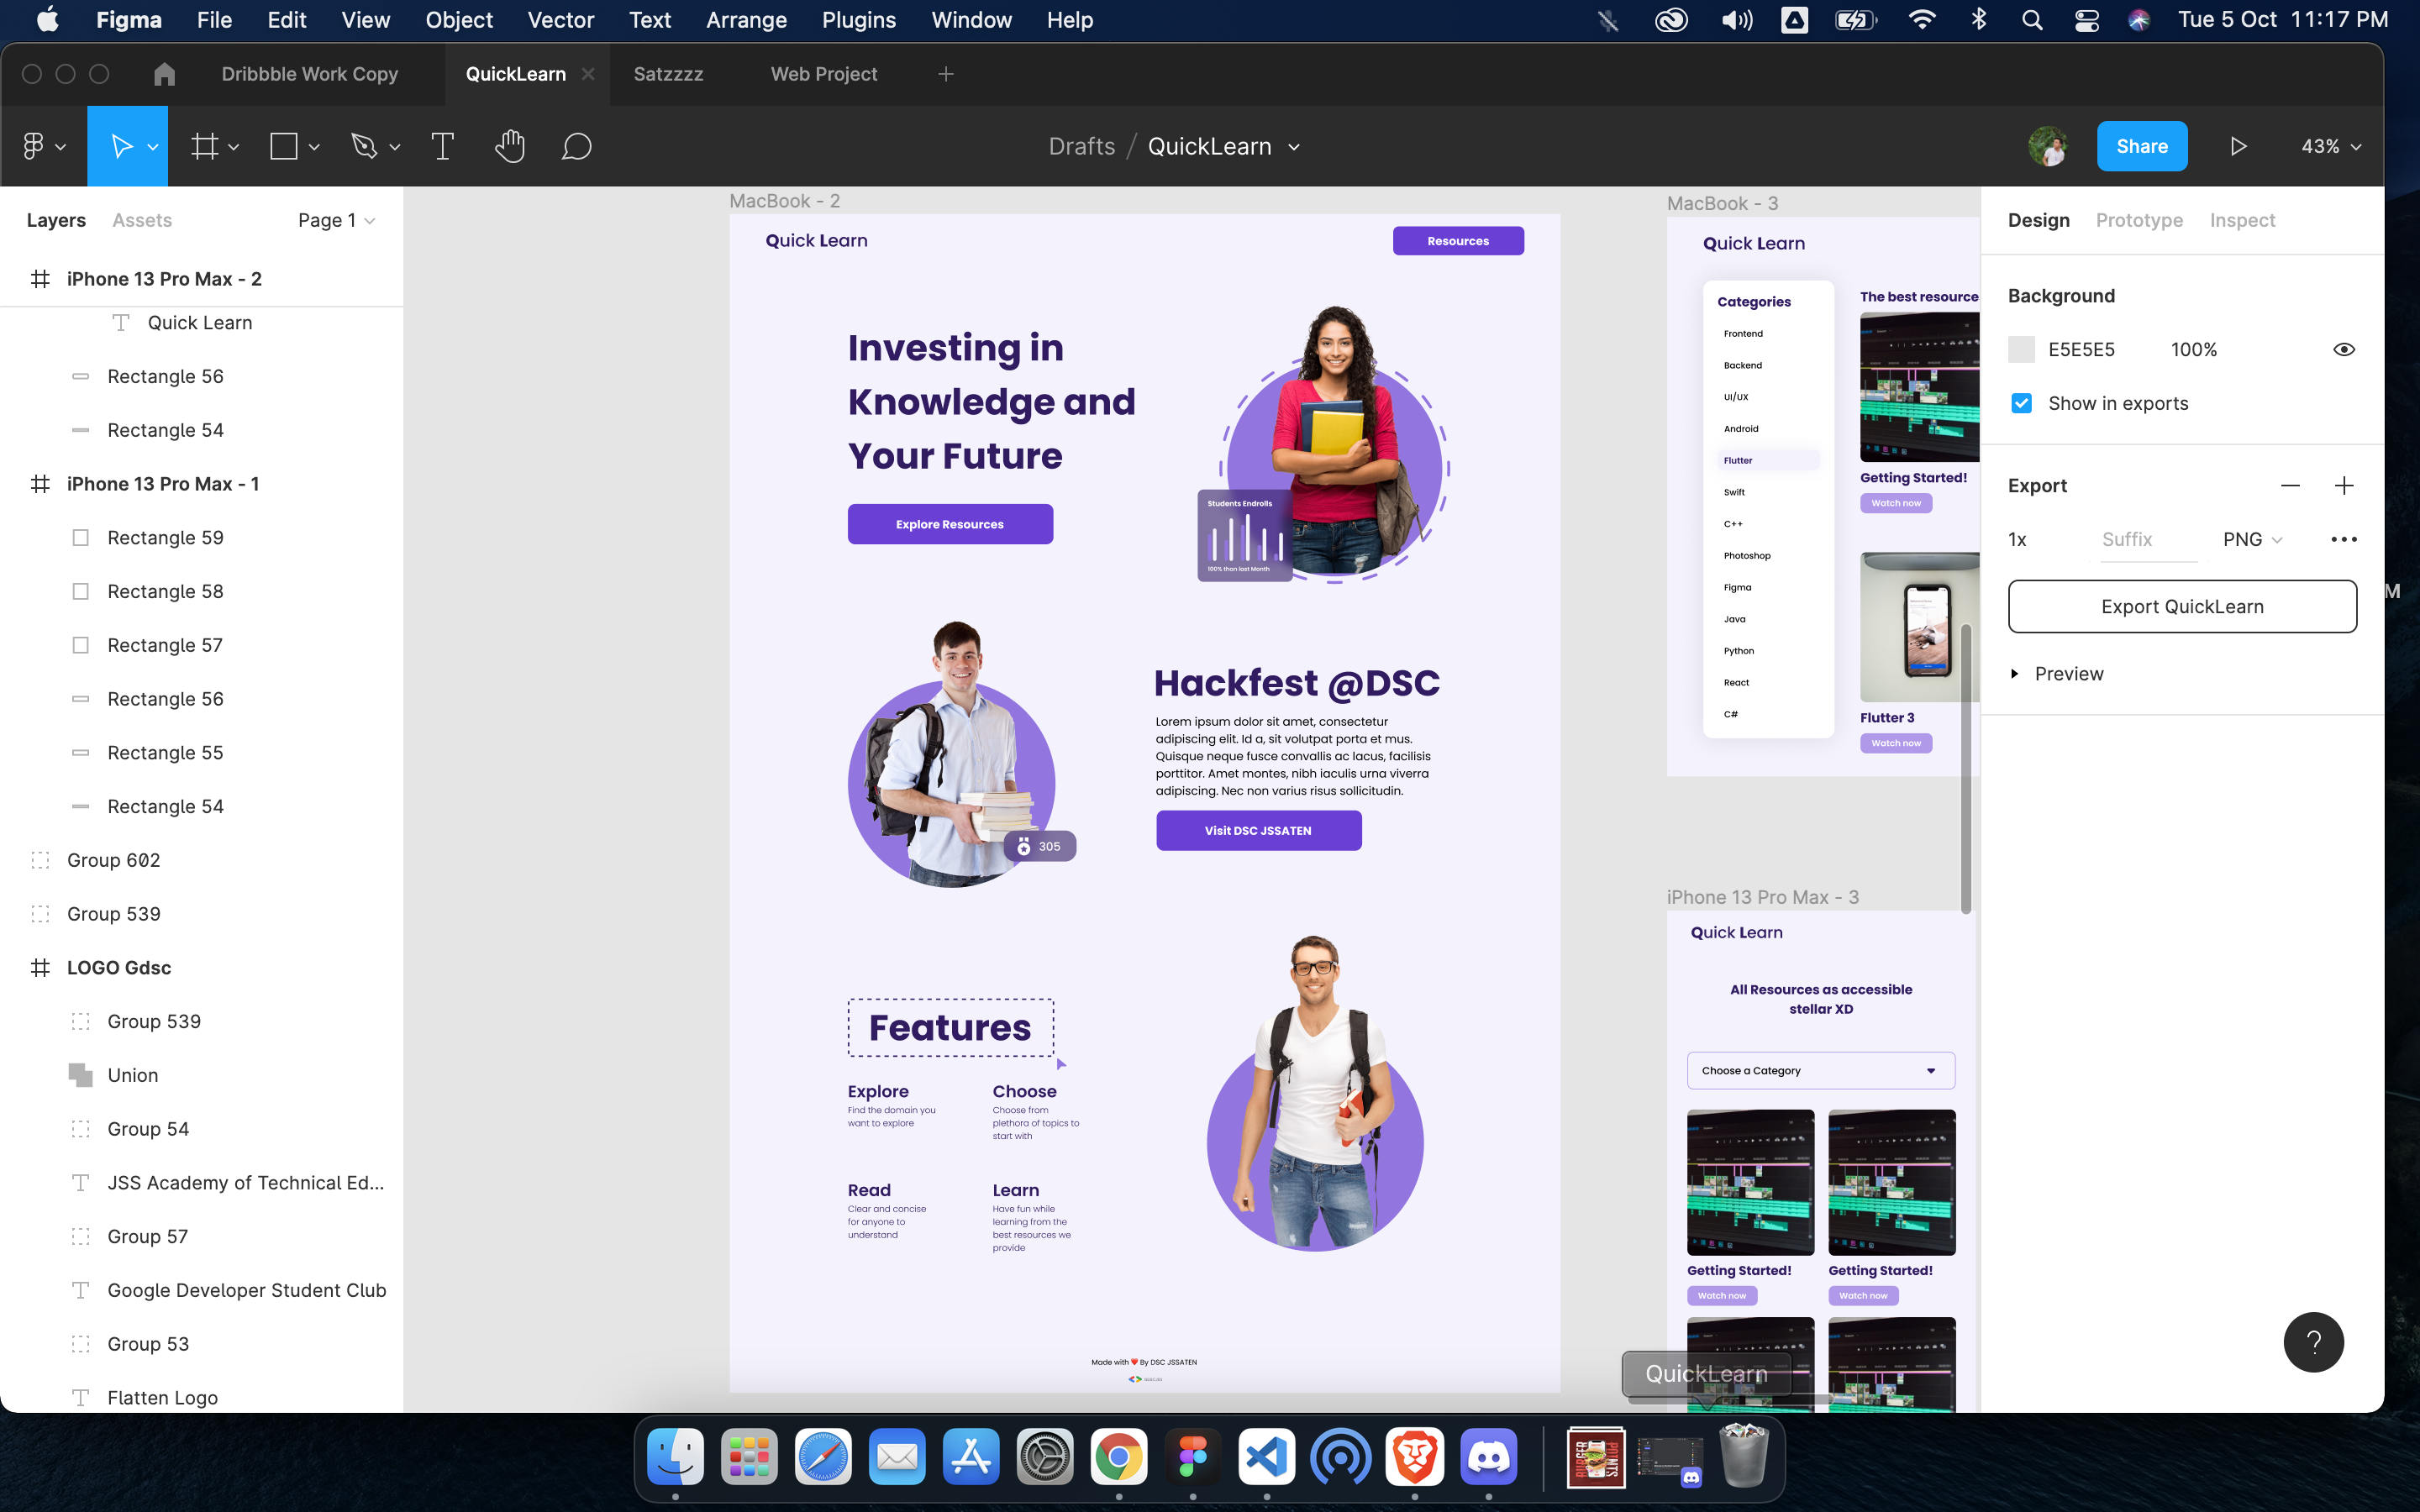 Figma File Edit View Object Vector Text Arrange Plugins Window Help
Tue 5 Oct 11:17 PM
Dribbble Work Copy
QuickLearn
Satzzzz
Web Project
Drafts / QuickLearn
Share
43%
Layers Assets Page 1
iPhone 13 Pro Max - 2
Quick Learn
Rectangle 56
Rectangle 54
iPhone 13 Pro Max - 1
Rectangle 59
Rectangle 58
Rectangle 57
Rectangle 56
Rectangle 55
Rectangle 54
Group 602
Group 539
LOGO Gdsc
Group 539
Union
Group 54
JSS Academy of Technical Ed...
Group 57
Google Developer Student Club
Group 53
Flatten Logo
MacBook - 2
Quick Learn
Resources
Investing in
Knowledge and
Your Future
Explore Resources
Students Endrolls
100% than last Month
305
Hackfest @DSC
Lorem ipsum dolor sit amet, consectetur
adipiscing elit. Id a, sit volutpat porta et mus.
Quisque neque fusce convallis ac lacus, facilisis
porttitor. Amet montes, nibh iaculis urna viverra
adipiscing. Nec non varius risus sollicitudin.
Visit DSC JSSATEN
Features
Explore
Find the domain you
want to explore
Choose
Choose from
plethora of topics to
start with
Read
Clear and concise
for anyone to
understand
Learn
Have fun while
learning from the
best resources we
provide
Made with ❤️ By DSC JSSATEN
MacBook - 3
Quick Learn
Categories
Frontend
Backend
UI/UX
Android
Flutter
Swift
C++
Photoshop
Figma
Java
Python
React
C#
The best resource
Getting Started!
Watch now
Flutter 3
Watch now
iPhone 13 Pro Max - 3
Quick Learn
All Resources as accessible
stellar XD
Choose a Category
Getting Started!
Watch now
Getting Started!
Watch now
QuickLearn
Design Prototype Inspect
Background
E5E5E5 100%
Show in exports
Export
1x Suffix PNG
Export QuickLearn
Preview
?
M
BURGER
POINTS.